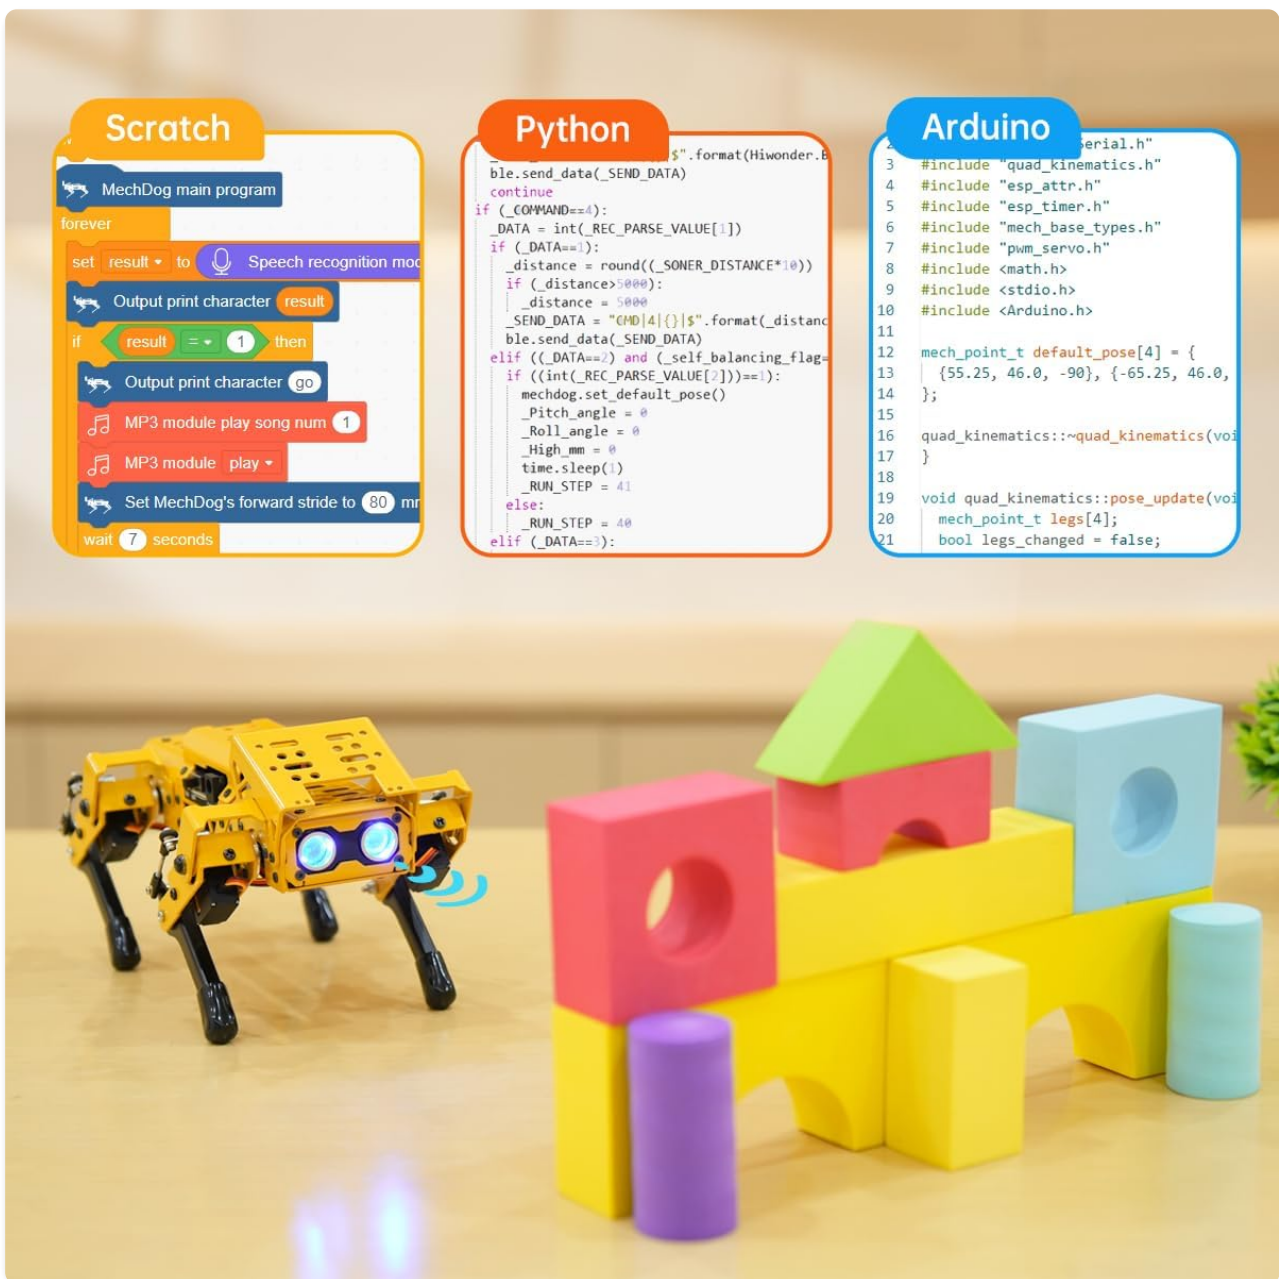 Scratch
MechDog main program
forever
set result to Speech recognition mod
Output print character result
if result = 1 then
Output print character go
MP3 module play song num 1
MP3 module play
Set MechDog's forward stride to 80 mr
wait 7 seconds
Python
$".format(Hiwonder.B
ble.send_data(_SEND_DATA)
continue
if (_COMMAND==4):
_DATA = int(_REC_PARSE_VALUE[1])
if (_DATA==1):
_distance = round((_SONER_DISTANCE*10))
if (_distance>5000):
_distance = 5000
_SEND_DATA = "CMD|4|{}|$".format(_distanc
ble.send_data(_SEND_DATA)
elif ((_DATA==2) and (_self_balancing_flag=
if ((int(_REC_PARSE_VALUE[2]))==1):
mechdog.set_default_pose()
_Pitch_angle = 0
_Roll_angle = 0
_High_mm = 0
time.sleep(1)
_RUN_STEP = 41
else:
_RUN_STEP = 40
elif (_DATA==3):
Arduino
2 Serial.h"
3 #include "quad_kinematics.h"
4 #include "esp_attr.h"
5 #include "esp_timer.h"
6 #include "mech_base_types.h"
7 #include "pwm_servo.h"
8 #include <math.h>
9 #include <stdio.h>
10 #include <Arduino.h>
11
12 mech_point_t default_pose[4] = {
13 {55.25, 46.0, -90}, {-65.25, 46.0,
14 };
15
16 quad_kinematics::~quad_kinematics(voi
17 }
18
19 void quad_kinematics::pose_update(voi
20 mech_point_t legs[4];
21 bool legs_changed = false;